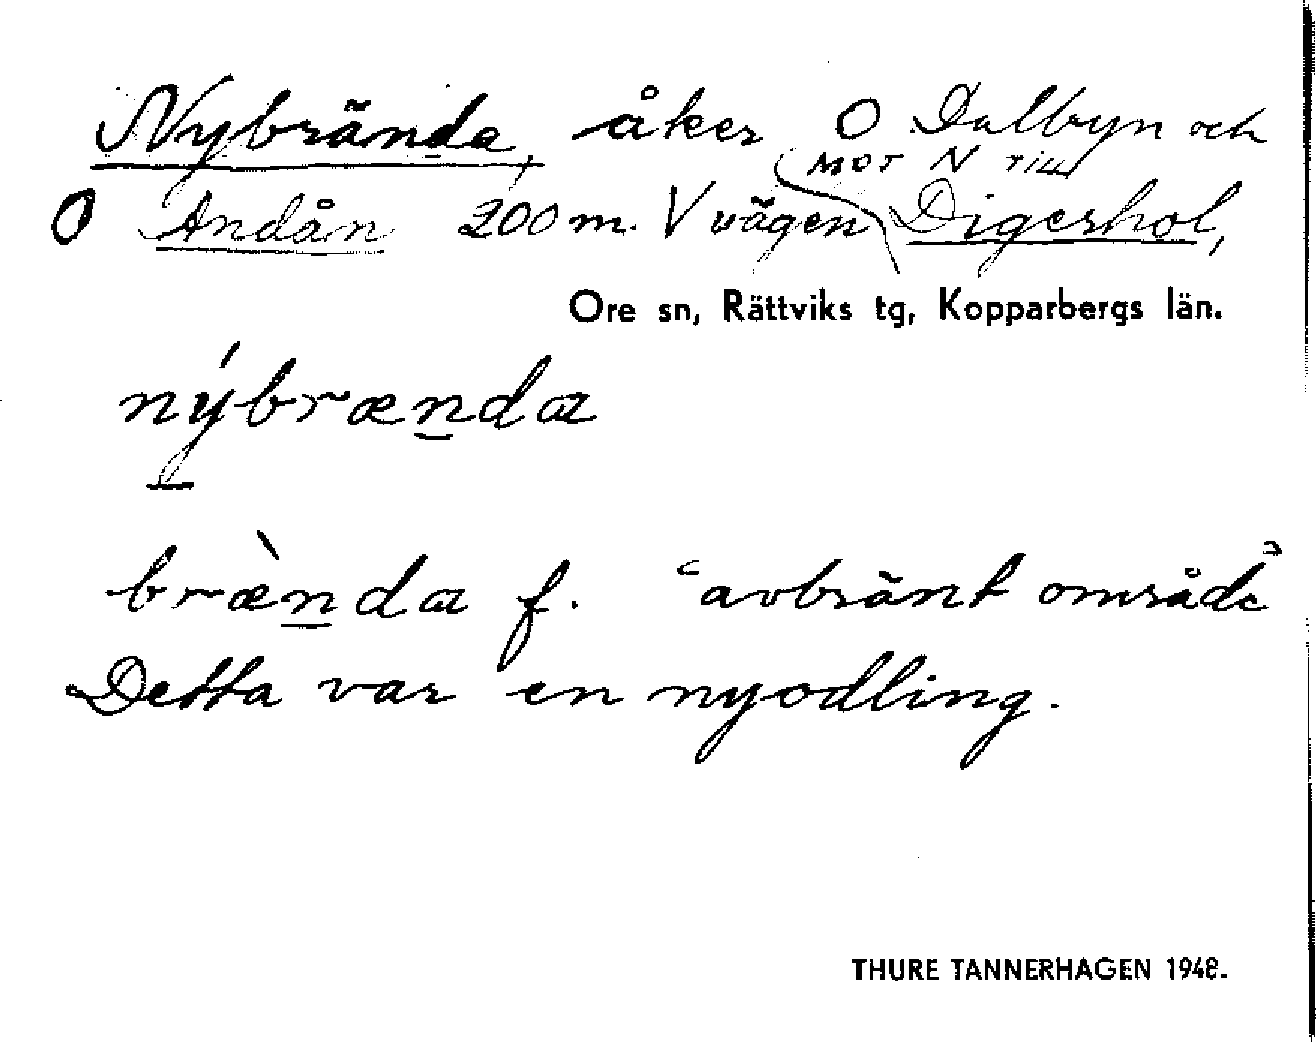 Nybrända, åker O Dalbyn och
MOT N TILL
O Andån 200 m. V vägen Digerhol,
Ore sn, Rättviks tg, Kopparbergs län.
nýbrænda
brænda f. "avbränt område"
Detta var en nyodling.
THURE TANNERHAGEN 1948.